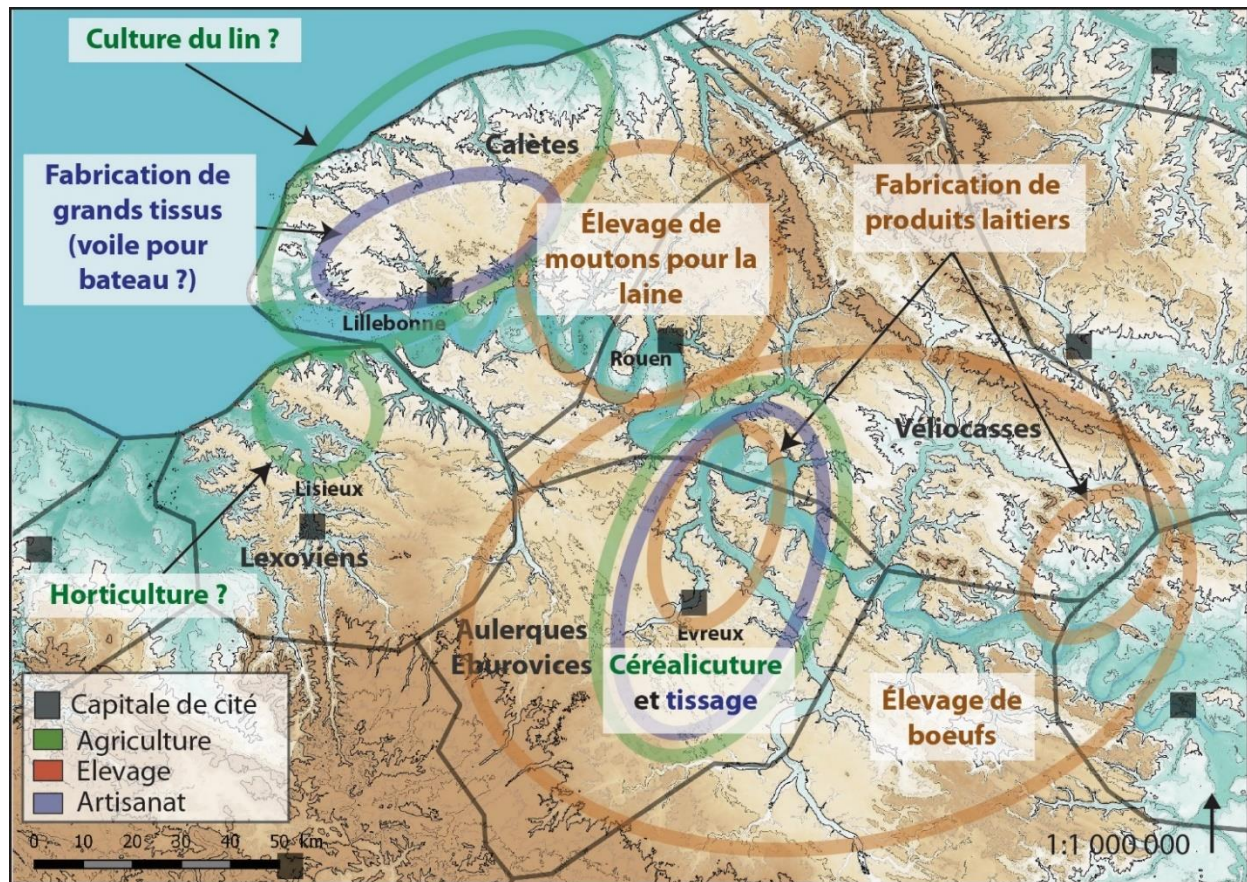 Culture du lin ?
Fabrication de
grands tissus
(voile pour
bateau ?)
Calètes
Élevage de
moutons pour la
laine
Fabrication de
produits laitiers
Lillebonne
Rouen
Véliocasses
Lisieux
Lexoviens
Horticulture ?
Aulerques
Eburovices
Evreux
Céréalicuture
et tissage
Élevage de
boeufs
Capitale de cité
Agriculture
Elevage
Artisanat
0 10 20 30 40 50 km
1:1 000 000